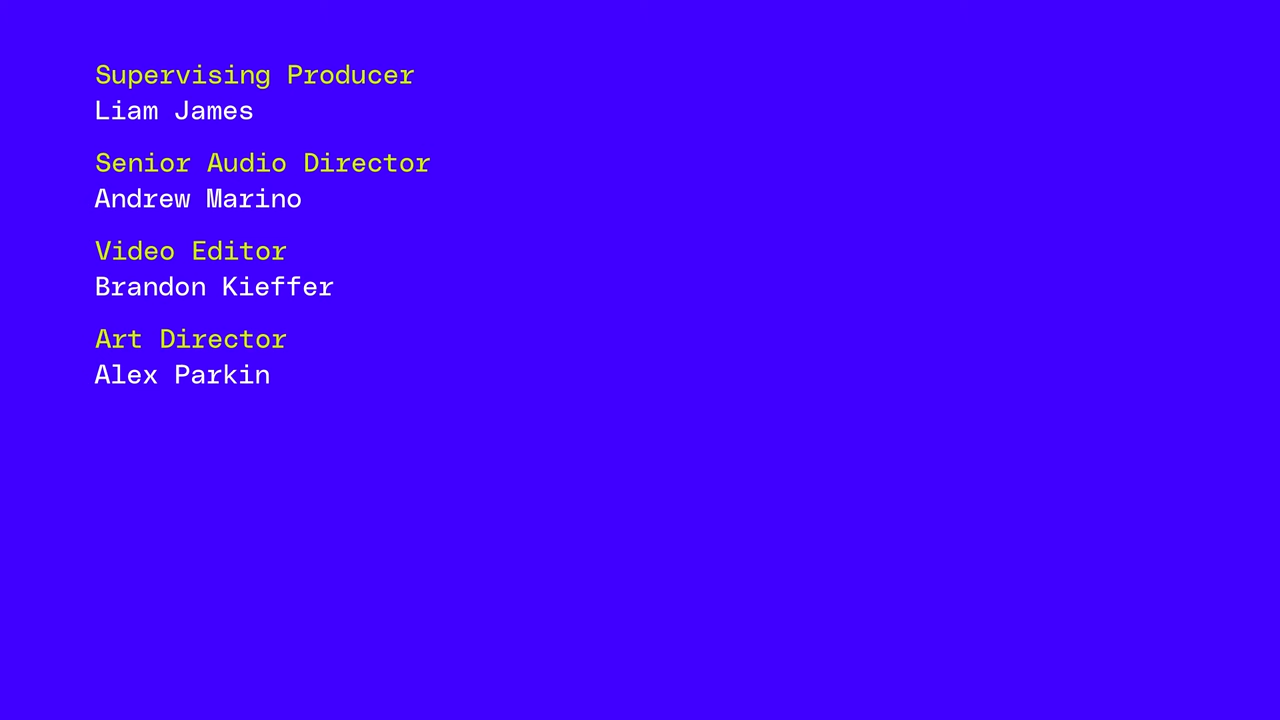 Supervising Producer
Liam James
Senior Audio Director
Andrew Marino
Video Editor
Brandon Kieffer
Art Director
Alex Parkin